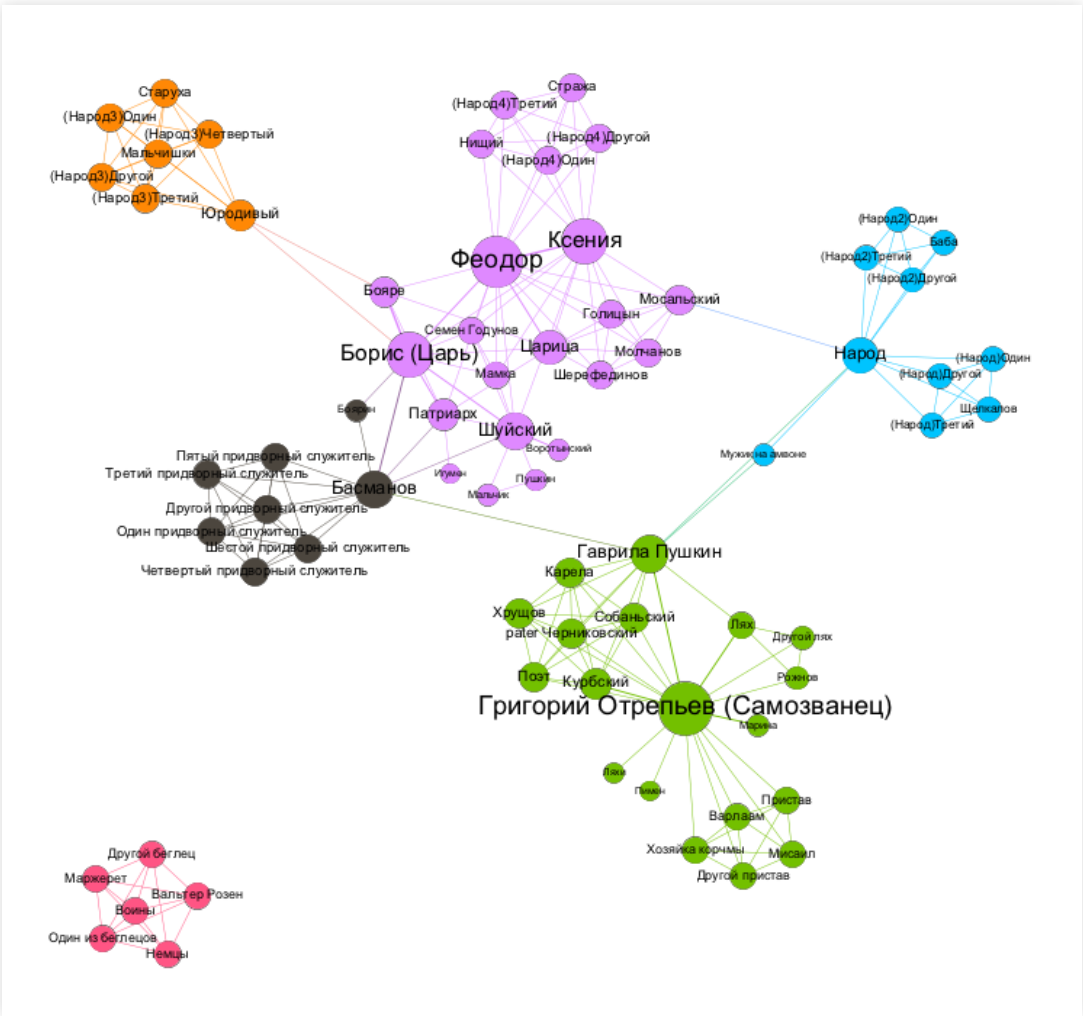 Старуха
(Народ3)Один
(Народ3)Четвертый
Мальчишки
(Народ3)Другой
(Народ3)Третий
Юродивый
Стража
(Народ4)Третий
Нищий
(Народ4)Другой
(Народ4)Один
Ксения
Феодор
Бояре
Мосальский
Голицын
Семен Годунов
Борис (Царь)
Царица
Молчанов
Мамка
Шерефединов
Патриарх
Шуйский
Воротынский
Игумен
Пушкин
Мальчик
(Народ2)Один
Баба
(Народ2)Третий
(Народ2)Другой
Народ
(Народ)Один
(Народ)Другой
Щелкалов
(Народ)Третий
Мужик на амвоне
Боярин
Пятый придворный служитель
Третий придворный служитель
Басманов
Другой придворный служитель
Один придворный служитель
Шестой придворный служитель
Четвертый придворный служитель
Гаврила Пушкин
Карела
Хрущов
Собаньский
pater Черниковский
Лях
Другой лях
Поэт
Курбский
Рожнов
Григорий Отрепьев (Самозванец)
Марина
Ляхи
Пимен
Пристав
Варлаам
Хозяйка корчмы
Мисаил
Другой пристав
Другой беглец
Маржерет
Вальтер Розен
Воины
Один из беглецов
Немцы